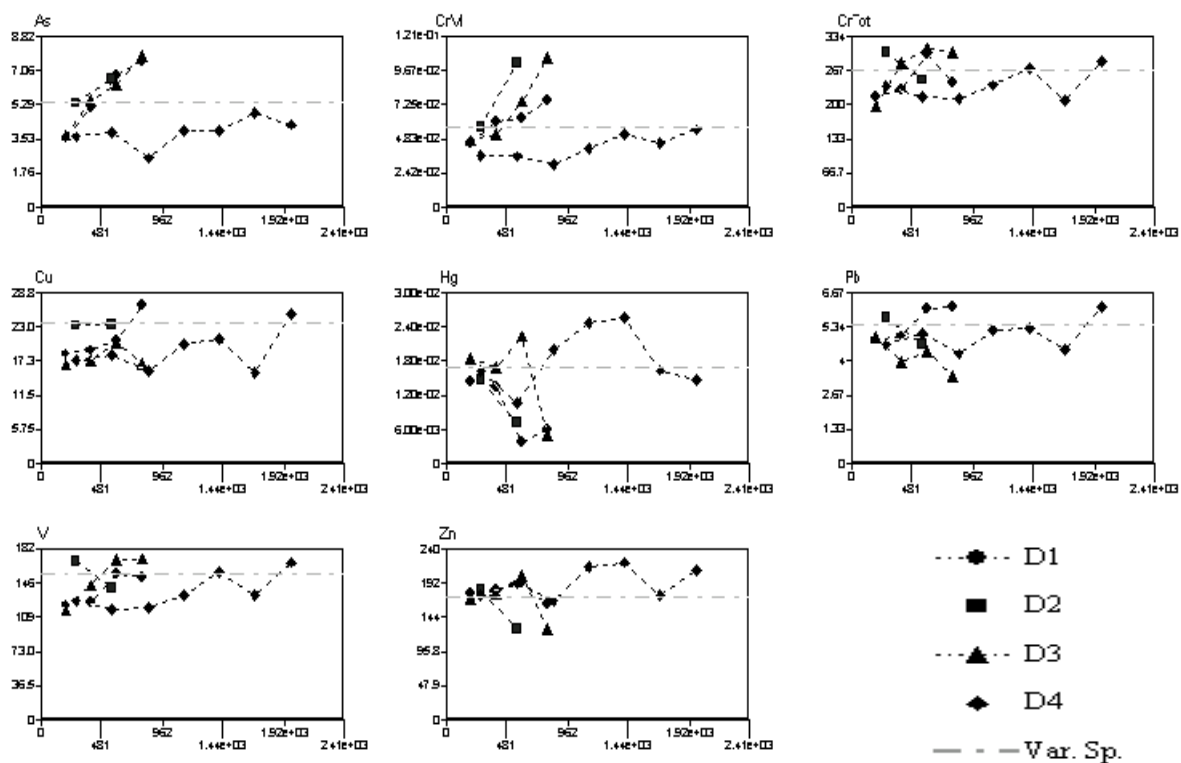 As
8.82
7.06
5.29
3.53
1.76
0
0
481
962
1.44e+03
1.92e+03
2.41e+03
CrVI
1.21e-01
9.67e-02
7.25e-02
4.83e-02
2.42e-02
0
0
481
962
1.44e+03
1.92e+03
2.41e+03
CrTot
334
267
200
133
66.7
0
0
481
962
1.44e+03
1.92e+03
2.41e+03
Cu
28.8
23.0
17.3
11.5
5.75
0
0
481
962
1.44e+03
1.92e+03
2.41e+03
Hg
3.00e-02
2.40e-02
1.80e-02
1.20e-02
6.00e-03
0
0
481
962
1.44e+03
1.92e+03
2.41e+03
Pb
6.67
5.34
4
2.67
1.33
0
0
481
962
1.44e+03
1.92e+03
2.41e+03
V
182
146
109
73.0
36.5
0
0
481
962
1.44e+03
1.92e+03
2.41e+03
Zn
240
192
144
95.8
47.9
0
0
481
962
1.44e+03
1.92e+03
2.41e+03
D1
D2
D3
D4
Var. Sp.